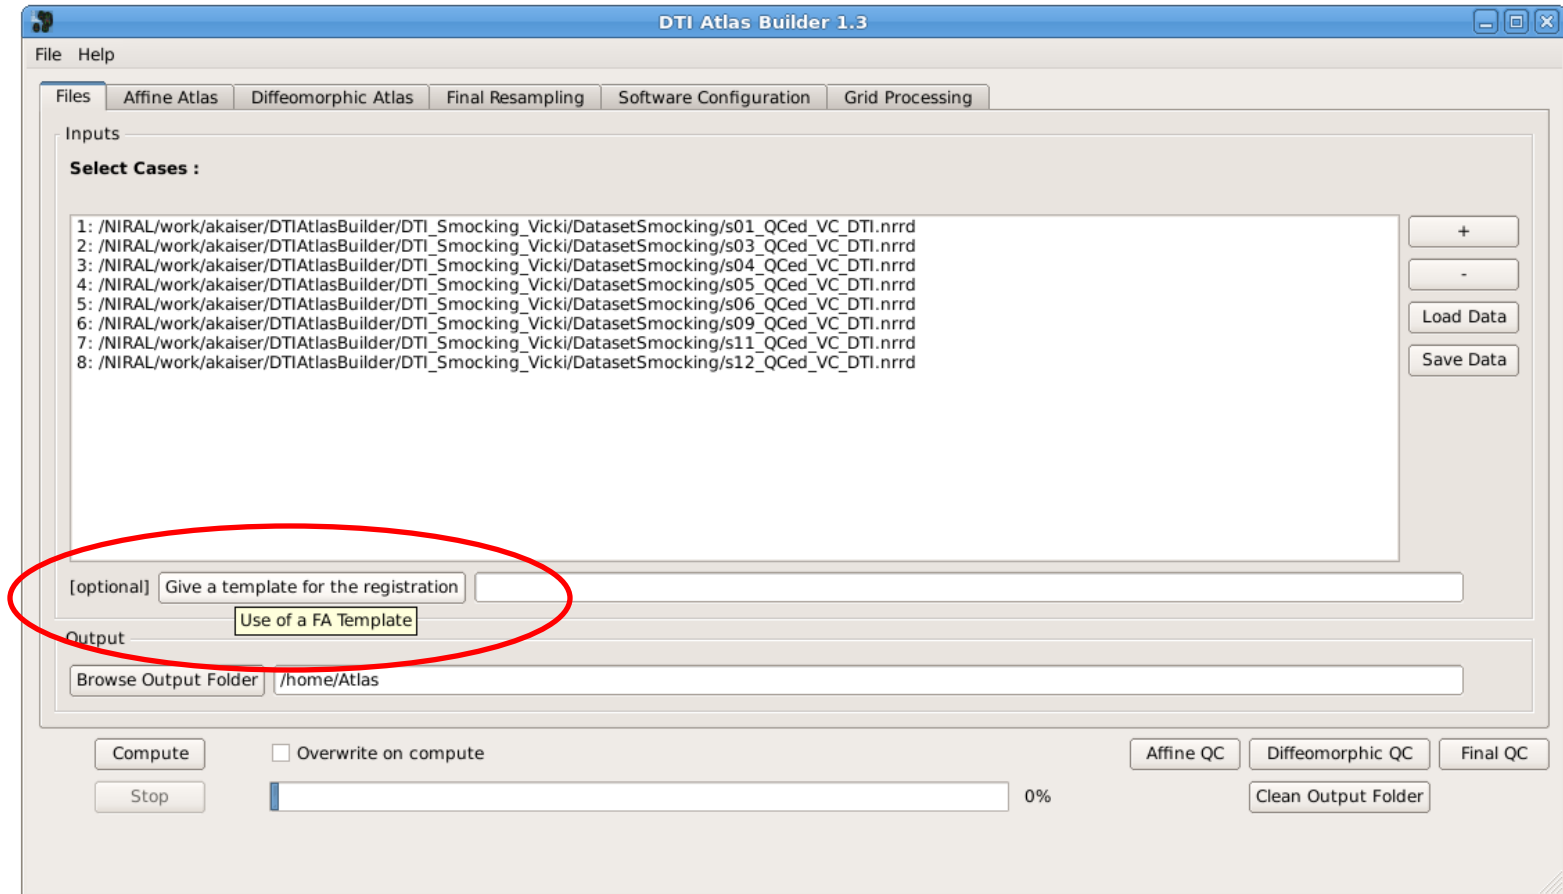 DTI Atlas Builder 1.3
File Help
Files Affine Atlas Diffeomorphic Atlas Final Resampling Software Configuration Grid Processing
Inputs
Select Cases :
1: /NIRAL/work/akaiser/DTIAtlasBuilder/DTI_Smocking_Vicki/DatasetSmocking/s01_QCed_VC_DTI.nrrd
2: /NIRAL/work/akaiser/DTIAtlasBuilder/DTI_Smocking_Vicki/DatasetSmocking/s03_QCed_VC_DTI.nrrd
3: /NIRAL/work/akaiser/DTIAtlasBuilder/DTI_Smocking_Vicki/DatasetSmocking/s04_QCed_VC_DTI.nrrd
4: /NIRAL/work/akaiser/DTIAtlasBuilder/DTI_Smocking_Vicki/DatasetSmocking/s05_QCed_VC_DTI.nrrd
5: /NIRAL/work/akaiser/DTIAtlasBuilder/DTI_Smocking_Vicki/DatasetSmocking/s06_QCed_VC_DTI.nrrd
6: /NIRAL/work/akaiser/DTIAtlasBuilder/DTI_Smocking_Vicki/DatasetSmocking/s09_QCed_VC_DTI.nrrd
7: /NIRAL/work/akaiser/DTIAtlasBuilder/DTI_Smocking_Vicki/DatasetSmocking/s11_QCed_VC_DTI.nrrd
8: /NIRAL/work/akaiser/DTIAtlasBuilder/DTI_Smocking_Vicki/DatasetSmocking/s12_QCed_VC_DTI.nrrd
+
-
Load Data
Save Data
[optional] Give a template for the registration
Use of a FA Template
Output
Browse Output Folder /home/Atlas
Compute Overwrite on compute Affine QC Diffeomorphic QC Final QC
Stop 0% Clean Output Folder